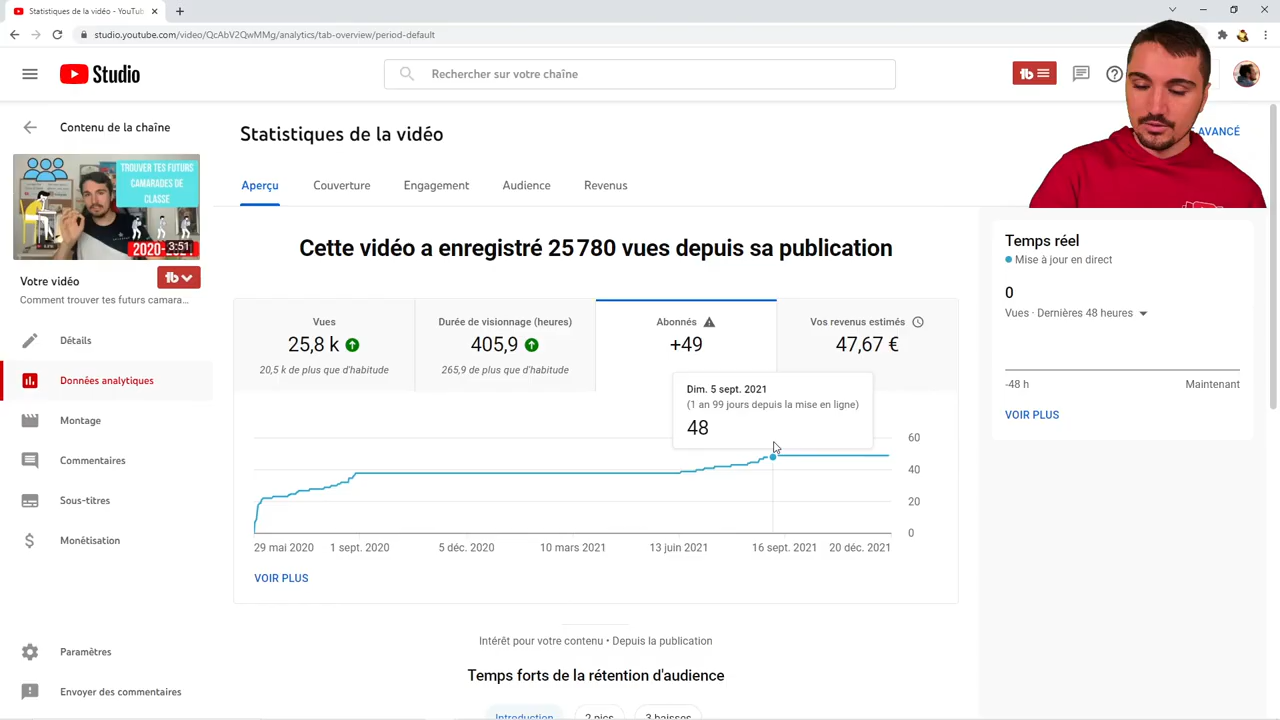 Statistiques de la vidéo - YouTu
studio.youtube.com/video/QcAbV2QwMMg/analytics/tab-overview/period-default
Studio
Rechercher sur votre chaîne
Contenu de la chaîne
Statistiques de la vidéo
AVANCÉ
TROUVER TES FUTURS
CAMARADES DE
CLASSE
3:51
Votre vidéo
Comment trouver tes futurs camara...
Détails
Données analytiques
Montage
Commentaires
Sous-titres
Monétisation
Paramètres
Envoyer des commentaires
Aperçu
Couverture
Engagement
Audience
Revenus
Cette vidéo a enregistré 25 780 vues depuis sa publication
Vues
25,8 k
20,5 k de plus que d'habitude
Durée de visionnage (heures)
405,9
265,9 de plus que d'habitude
Abonnés
+49
Vos revenus estimés
47,67 €
Dim. 5 sept. 2021
(1 an 99 jours depuis la mise en ligne)
48
60
40
20
0
29 mai 2020
1 sept. 2020
5 déc. 2020
10 mars 2021
13 juin 2021
16 sept. 2021
20 déc. 2021
VOIR PLUS
Intérêt pour votre contenu • Depuis la publication
Temps forts de la rétention d'audience
Introduction
2 pics
3 baisses
Temps réel
Mise à jour en direct
0
Vues · Dernières 48 heures
-48 h
Maintenant
VOIR PLUS